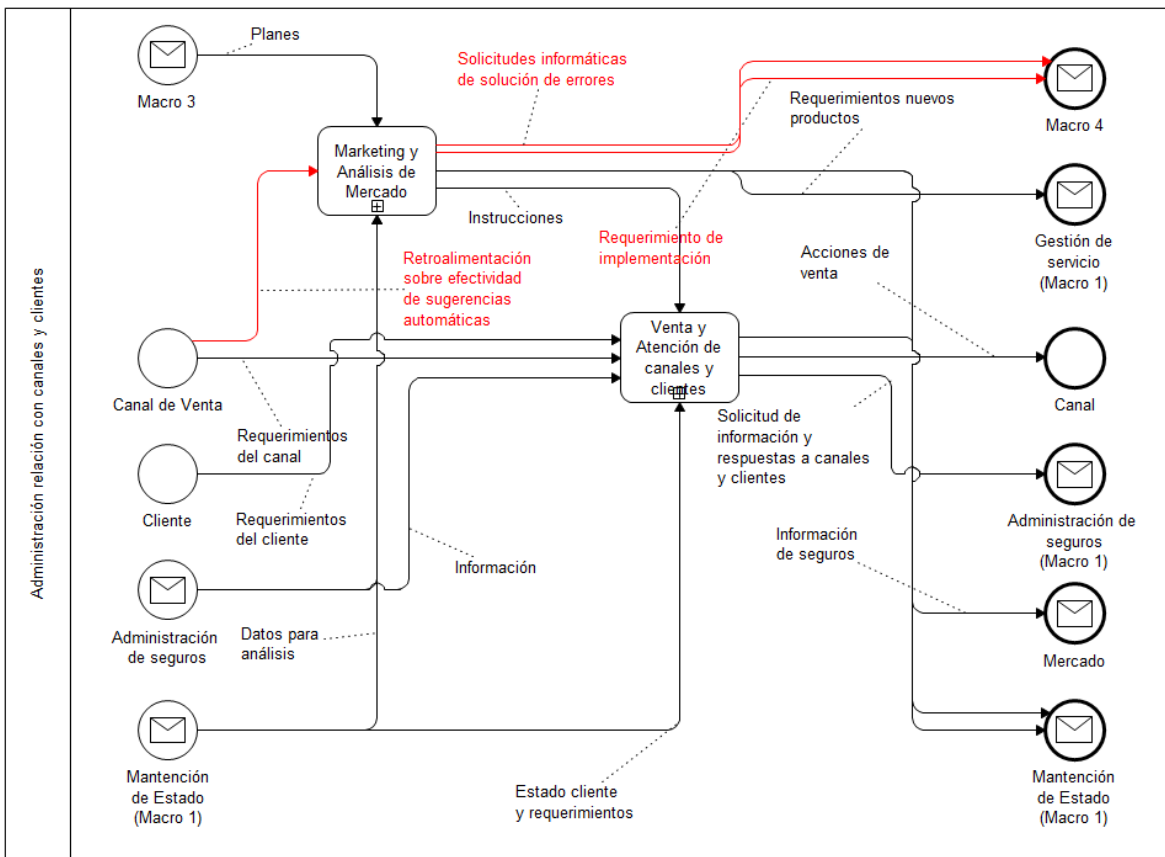 Administración relación con canales y clientes
Planes
Macro 3
Solicitudes informáticas
de solución de errores
Requerimientos nuevos
productos
Macro 4
Marketing y
Análisis de
Mercado
Instrucciones
Requerimiento de
implementación
Gestión de
servicio
(Macro 1)
Retroalimentación
sobre efectividad
de sugerencias
automáticas
Acciones de
venta
Venta y
Atención de
canales y
clientes
Canal de Venta
Canal
Requerimientos
del canal
Solicitud de
información y
respuestas a canales
y clientes
Cliente
Requerimientos
del cliente
Información
Información
de seguros
Administración de
seguros
(Macro 1)
Administración
de seguros
Datos para
análisis
Mercado
Mantención
de Estado
(Macro 1)
Estado cliente
y requerimientos
Mantención
de Estado
(Macro 1)